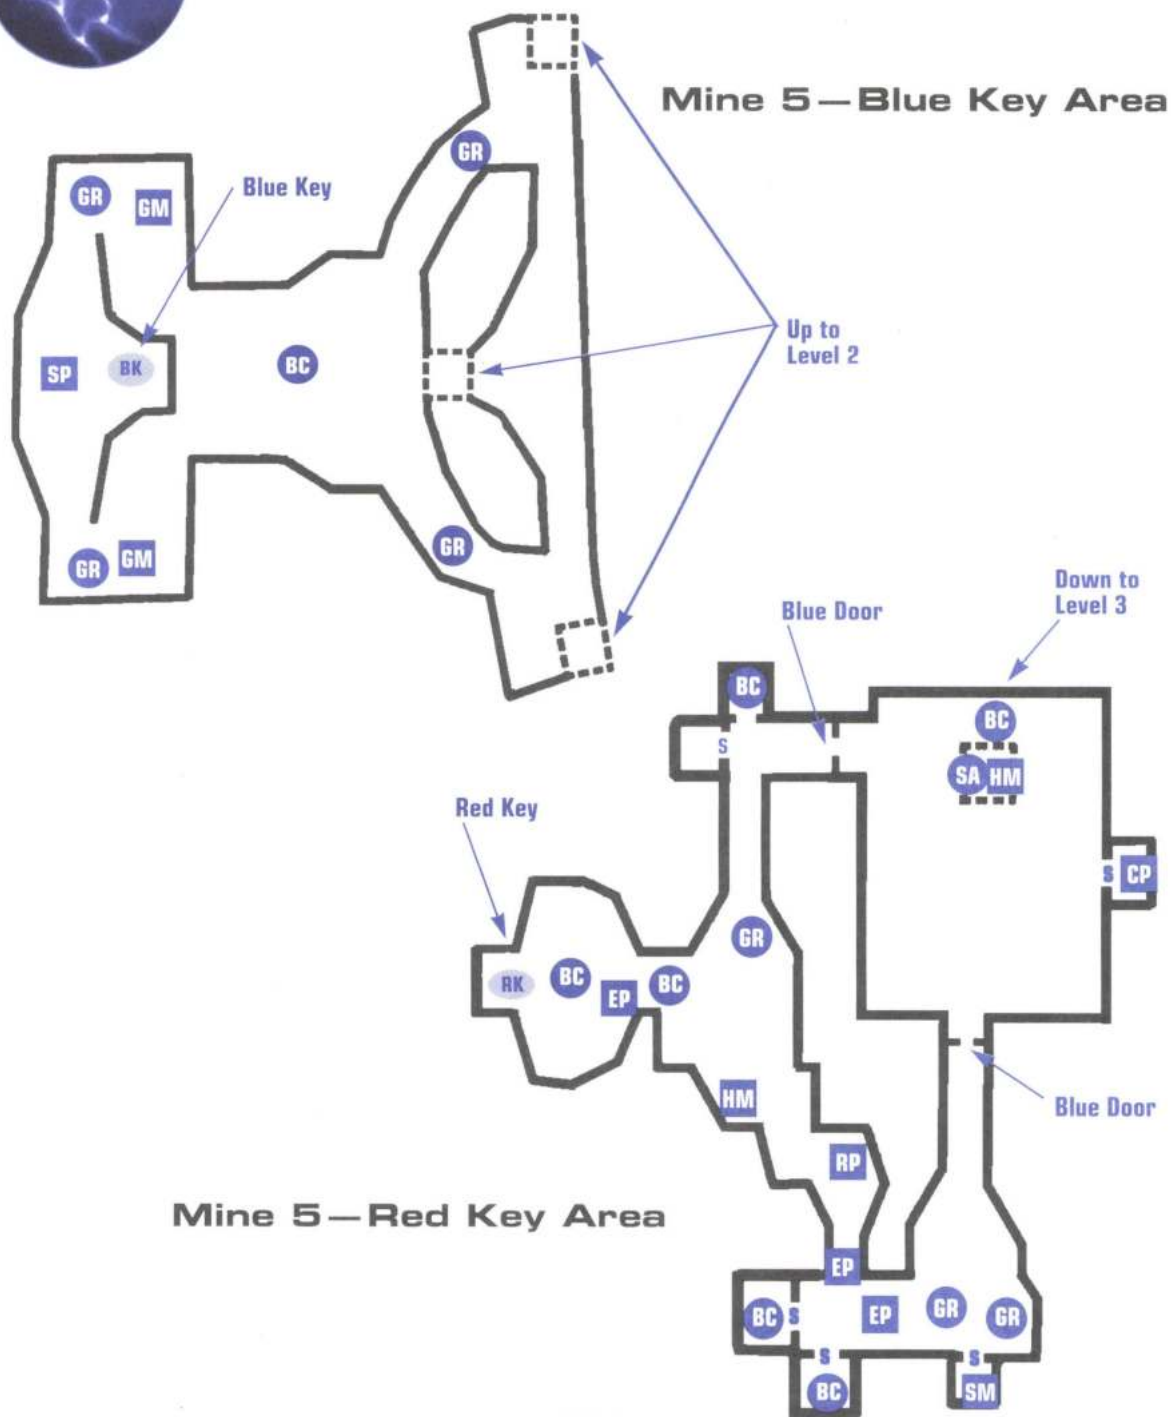 Mine 5—Blue Key Area
GR
GR
GM
Blue Key
Up to
Level 2
SP
BK
BC
GR
GR
GM
Down to
Level 3
Blue Door
BC
BC
S
SA
HM
Red Key
S
CP
GR
RK
BC
EP
BC
HM
Blue Door
RP
Mine 5—Red Key Area
EP
BC
S
EP
GR
GR
S
S
BC
SM